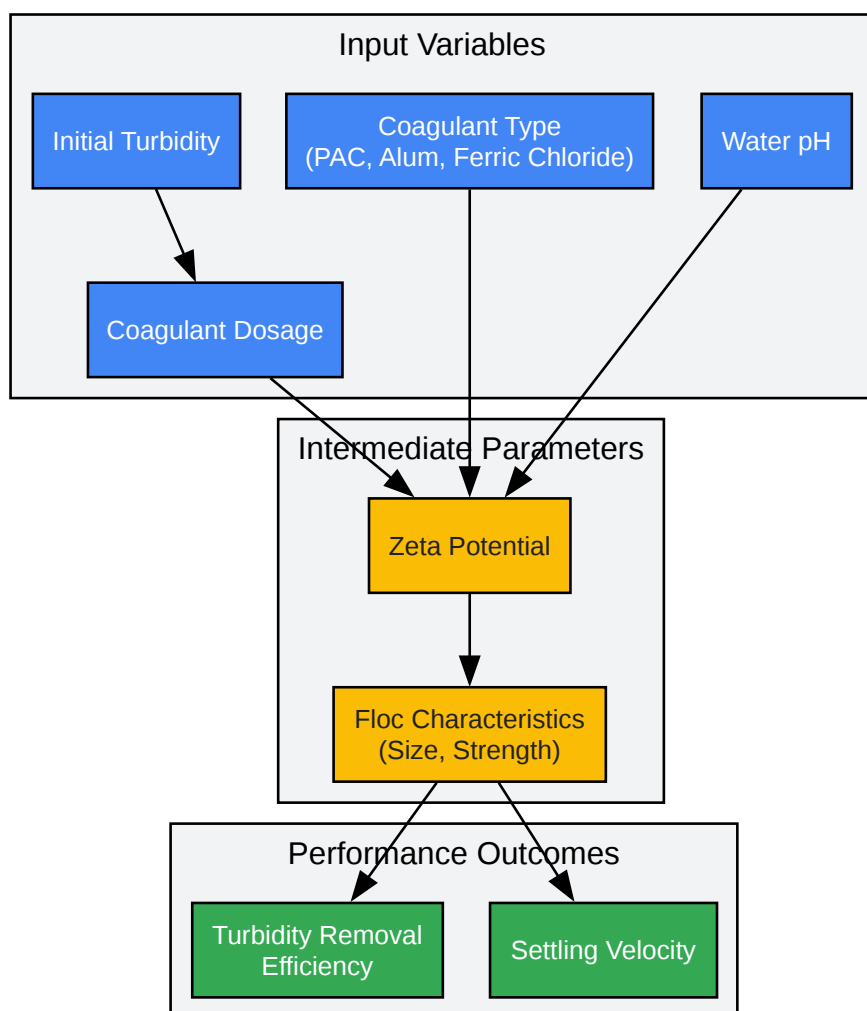 Input Variables
Initial Turbidity
Coagulant Type
(PAC, Alum, Ferric Chloride)
Water pH
Coagulant Dosage
Intermediate Parameters
Zeta Potential
Floc Characteristics
(Size, Strength)
Performance Outcomes
Turbidity Removal
Efficiency
Settling Velocity